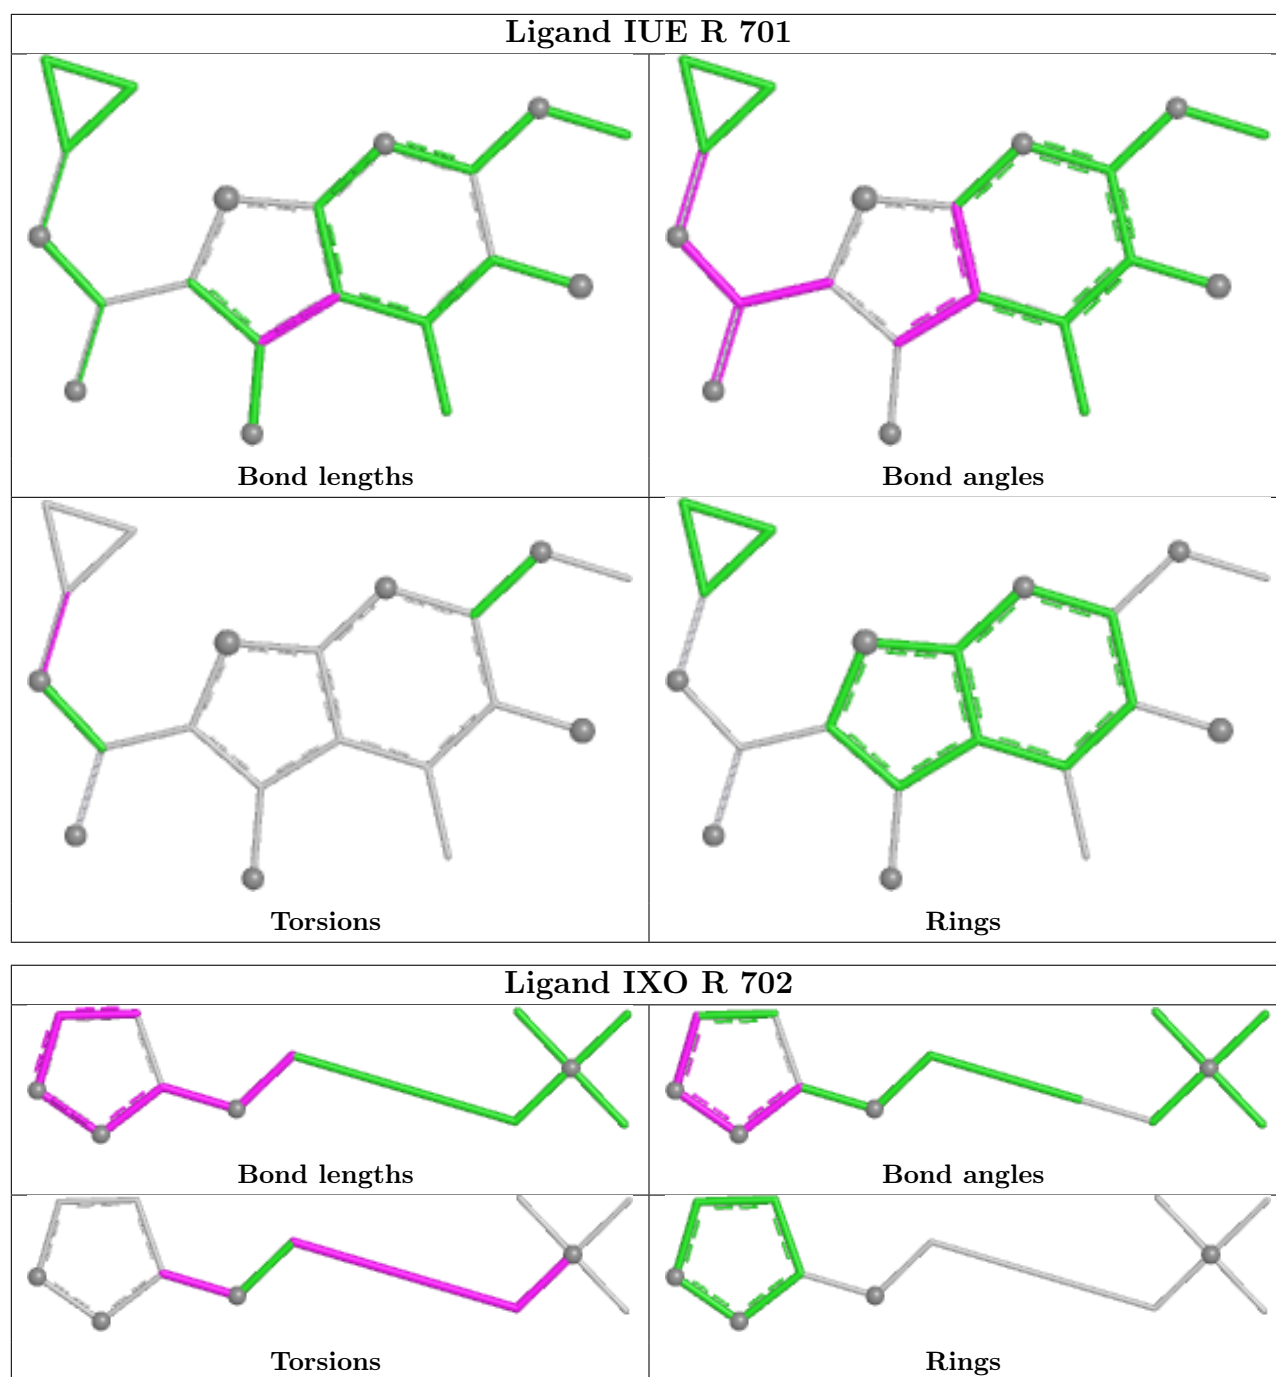 Ligand IUE R 701
Bond lengths
Bond angles
Torsions
Rings
Ligand IXO R 702
Bond lengths
Bond angles
Torsions
Rings